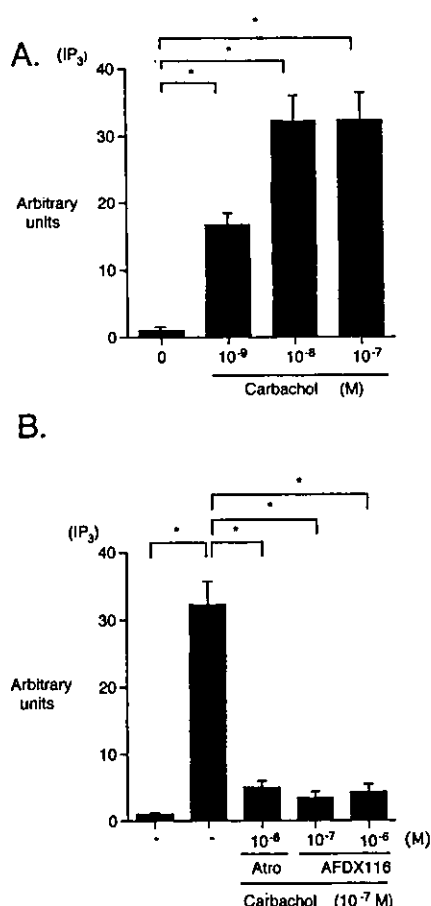 A.
(IP₃)
*
*
*
40
30
Arbitrary
units
20
10
0
0 10⁻⁹ 10⁻⁸ 10⁻⁷
Carbachol (M)
B.
*
*
(IP₃) * *
40
30
Arbitrary
units
20
10
0
- - 10⁻⁶ 10⁻⁷ 10⁻⁶ (M)
Atro AFDX116
Carbachol (10⁻⁷ M)